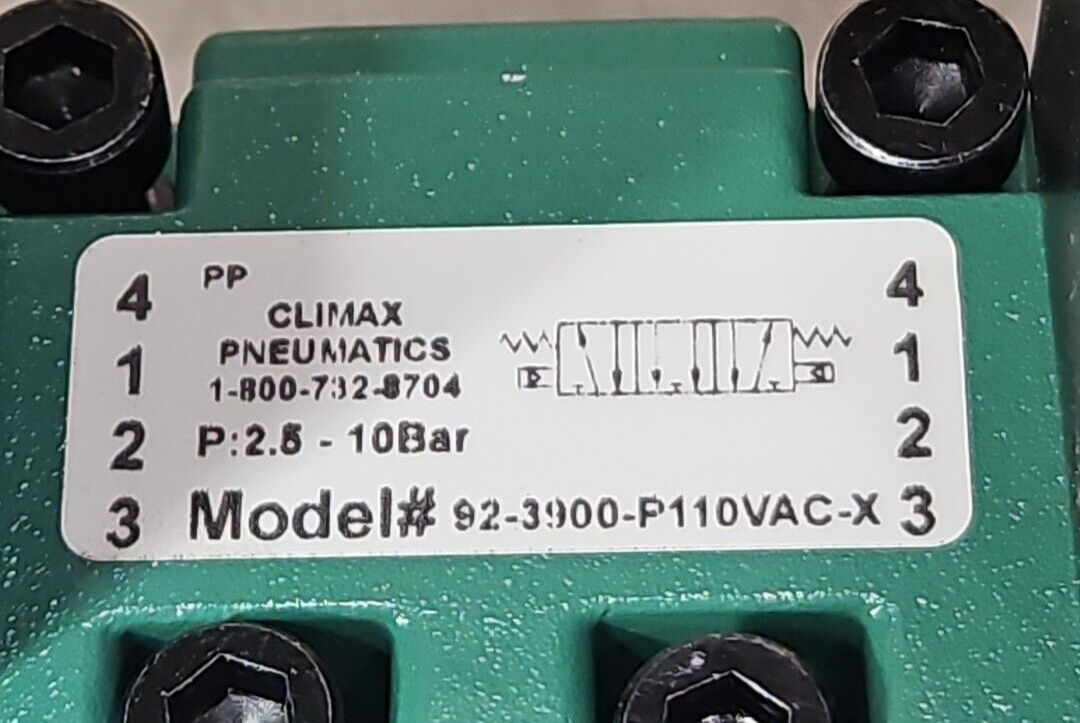 4 PP 4
CLIMAX
1 PNEUMATICS 1
1-800-732-8704
2 P:2.5 - 10Bar 2
3 Model# 92-3900-P110VAC-X 3